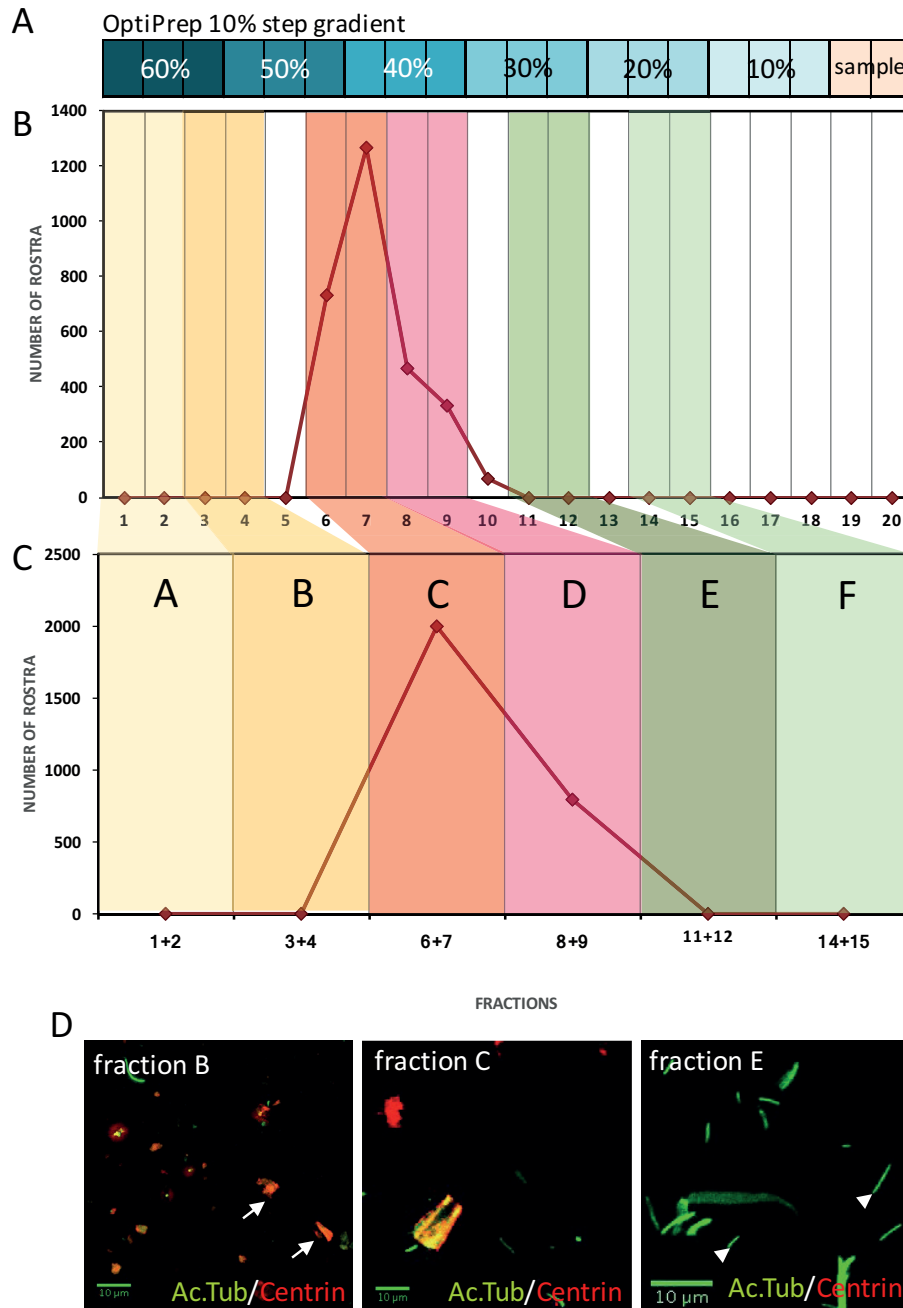 A
OptiPrep 10% step gradient
60% 50% 40% 30% 20% 10% sample
B
NUMBER OF ROSTRA
1400
1200
1000
800
600
400
200
0
1 2 3 4 5 6 7 8 9 10 11 12 13 14 15 16 17 18 19 20
C
NUMBER OF ROSTRA
2500
2000
1500
1000
500
0
A B C D E F
1+2 3+4 6+7 8+9 11+12 14+15
FRACTIONS
D
fraction B
10 µm
Ac.Tub/Centrin
fraction C
10 µm
Ac.Tub/Centrin
fraction E
10 µm
Ac.Tub/Centrin